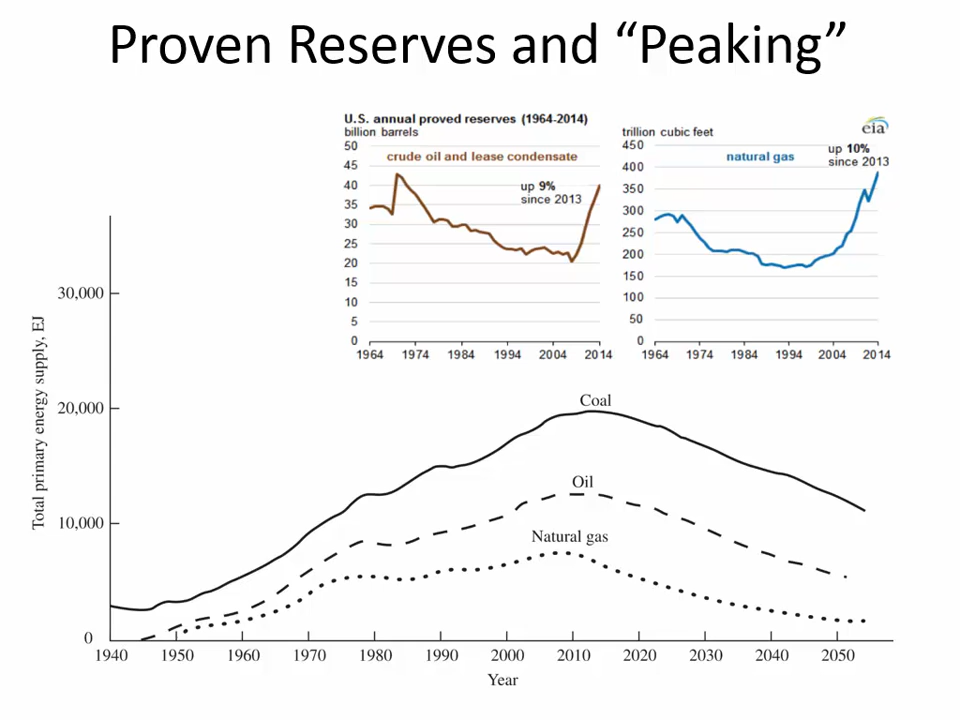 Proven Reserves and “Peaking”
U.S. annual proved reserves (1964-2014)
billion barrels
50
45
40
35
30
25
20
15
10
5
0
crude oil and lease condensate
up 9%
since 2013
1964 1974 1984 1994 2004 2014
trillion cubic feet
eia
450
400
350
300
250
200
150
100
50
0
natural gas
up 10%
since 2013
1964 1974 1984 1994 2004 2014
Total primary energy supply, EJ
30,000
20,000
10,000
0
Coal
Oil
Natural gas
1940 1950 1960 1970 1980 1990 2000 2010 2020 2030 2040 2050
Year